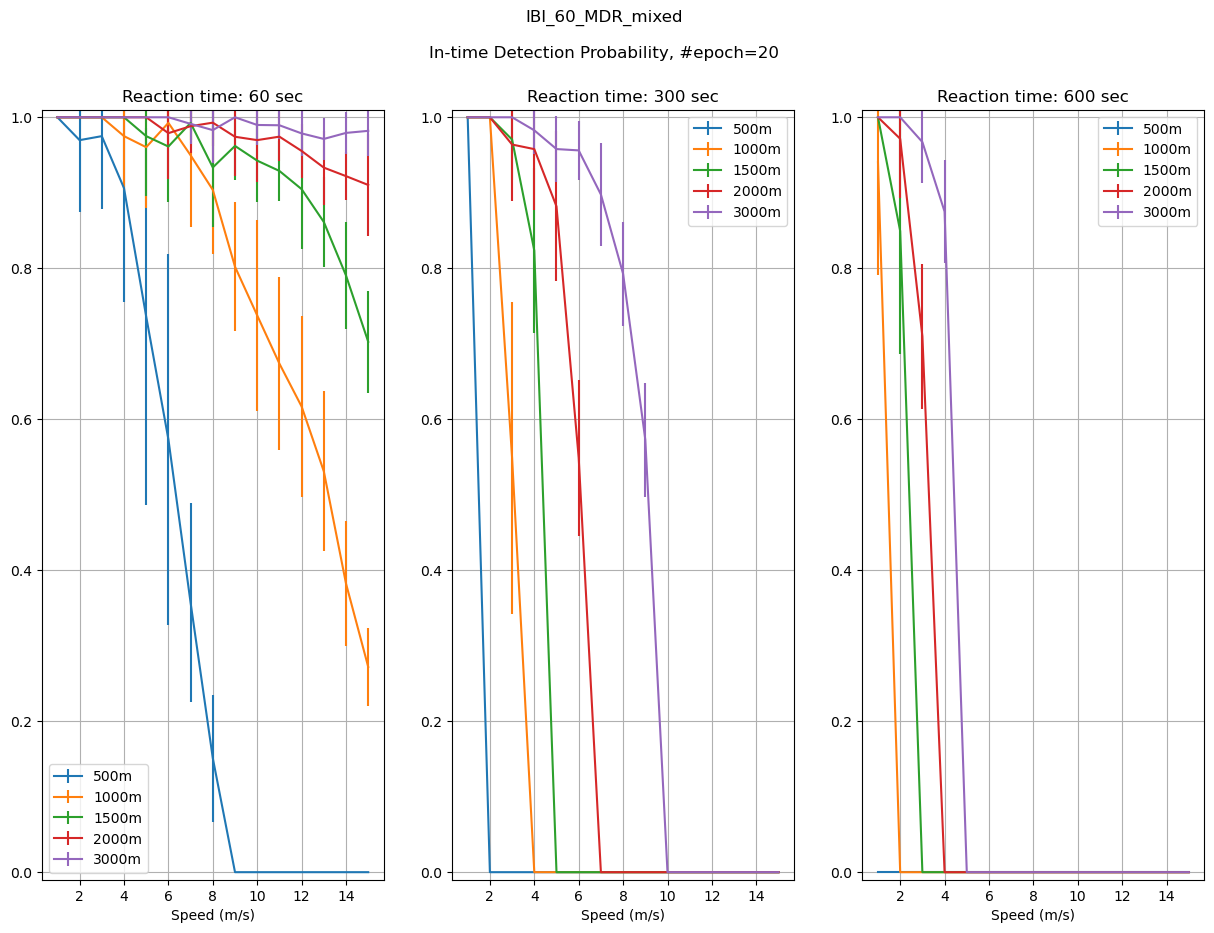 IBI_60_MDR_mixed
In-time Detection Probability, #epoch=20
Reaction time: 60 sec
1.0
0.8
0.6
0.4
0.2
0.0
500m
1000m
1500m
2000m
3000m
2 4 6 8 10 12 14
Speed (m/s)
Reaction time: 300 sec
1.0
0.8
0.6
0.4
0.2
0.0
500m
1000m
1500m
2000m
3000m
2 4 6 8 10 12 14
Speed (m/s)
Reaction time: 600 sec
1.0
0.8
0.6
0.4
0.2
0.0
500m
1000m
1500m
2000m
3000m
2 4 6 8 10 12 14
Speed (m/s)